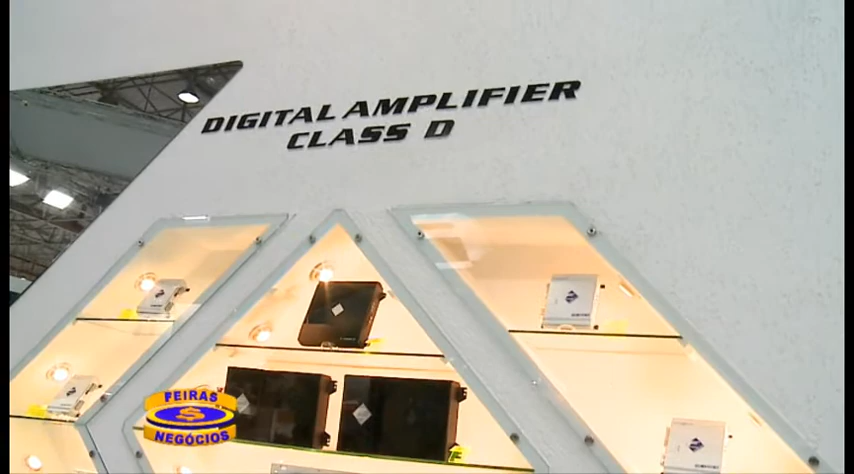 DIGITAL AMPLIFIER
CLASS D
FEIRAS
$
NEGÓCIOS